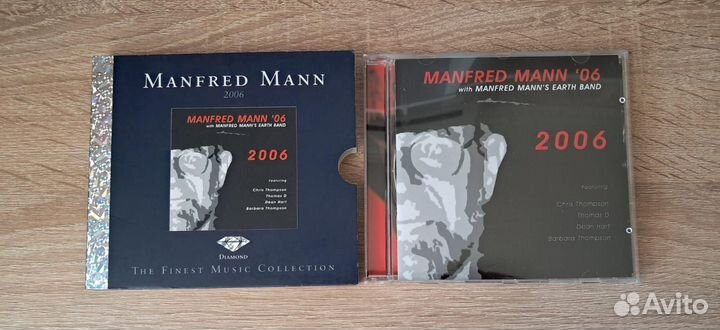 MANFRED MANN
2006
MANFRED MANN '06
with MANFRED MANN'S EARTH BAND
2006
Featuring
Chris Thompson
Thomas D
Dean Hart
Barbara Thompson
DIAMOND
THE FINEST MUSIC COLLECTION
MANFRED MANN '06
with MANFRED MANN'S EARTH BAND
2006
Featuring
Chris Thompson
Thomas D
Dean Hart
Barbara Thompson
Avito